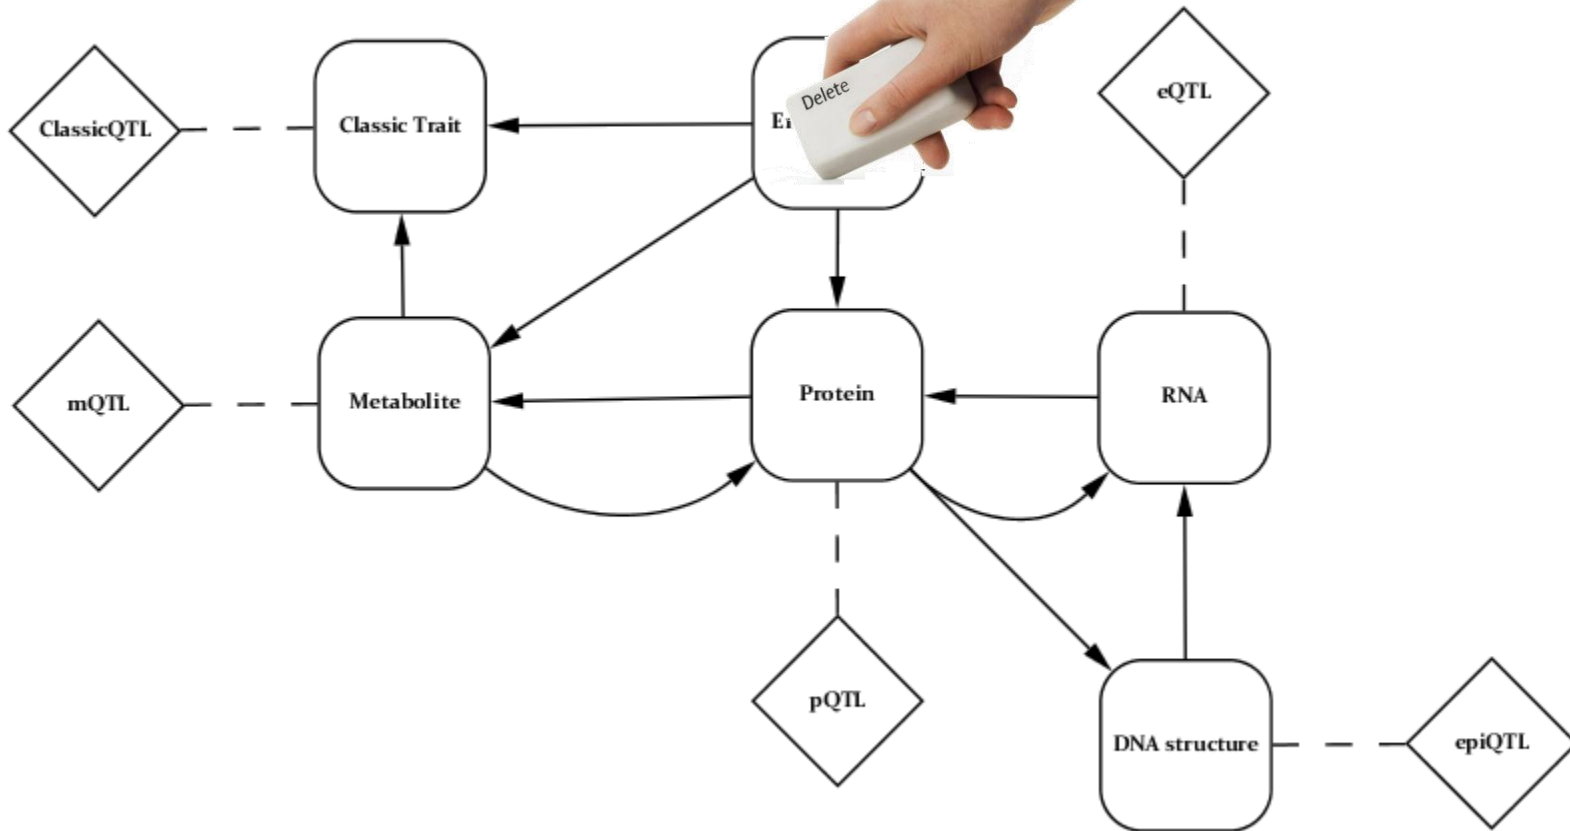 eQTL
Delete
ClassicQTL
Classic Trait
mQTL
Metabolite
Protein
RNA
pQTL
DNA structure
epiQTL